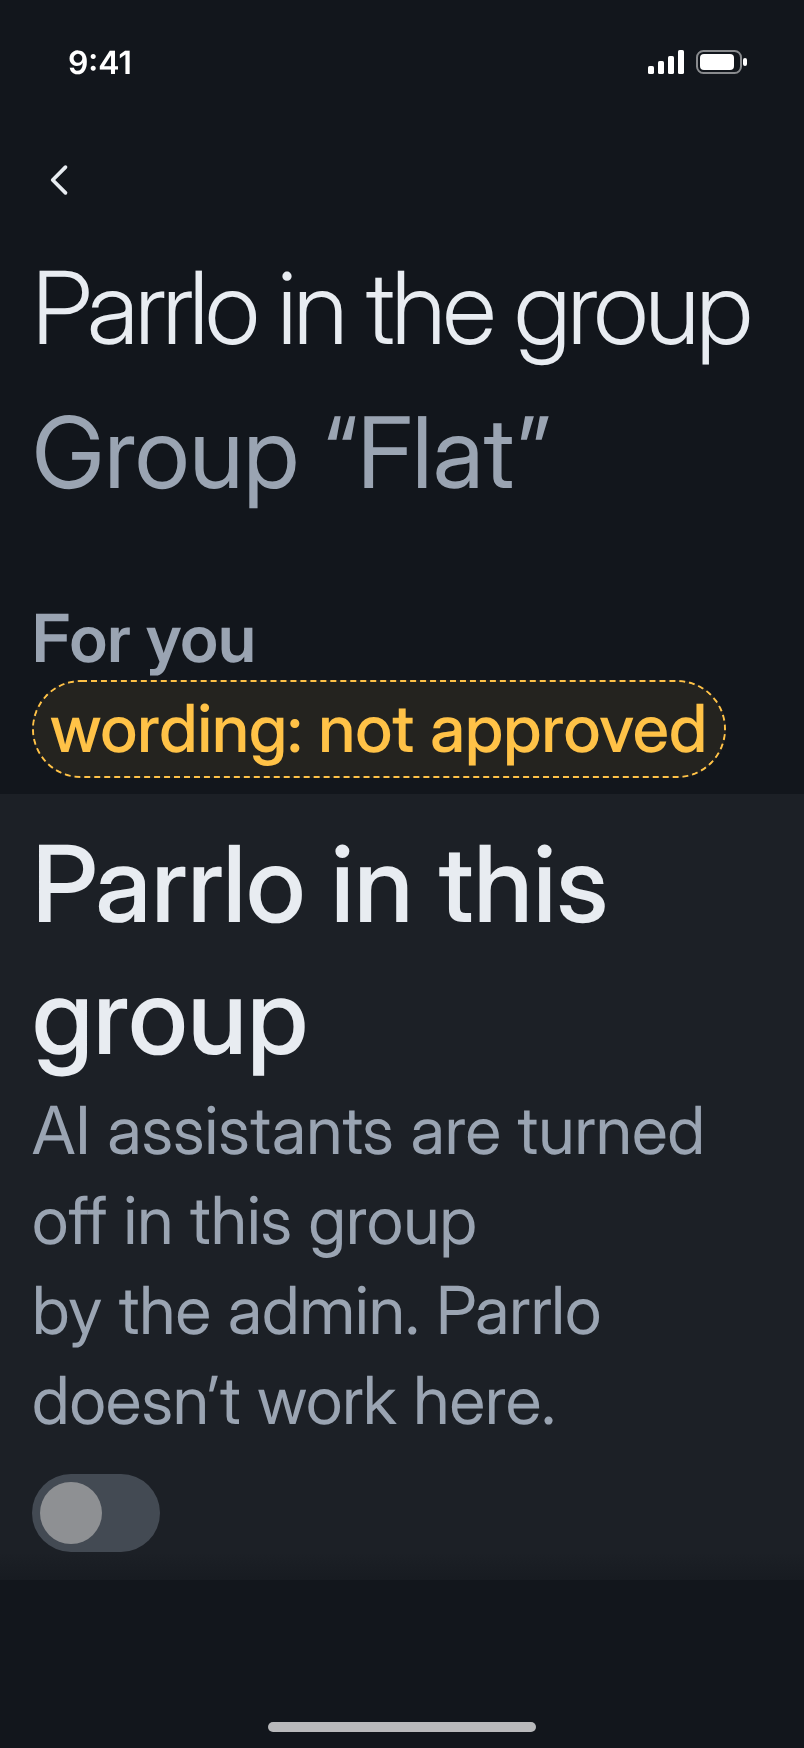 9:41
Parrlo in the group
Group “Flat”
For you
wording: not approved
Parrlo in this
group
AI assistants are turned
off in this group
by the admin. Parrlo
doesn’t work here.